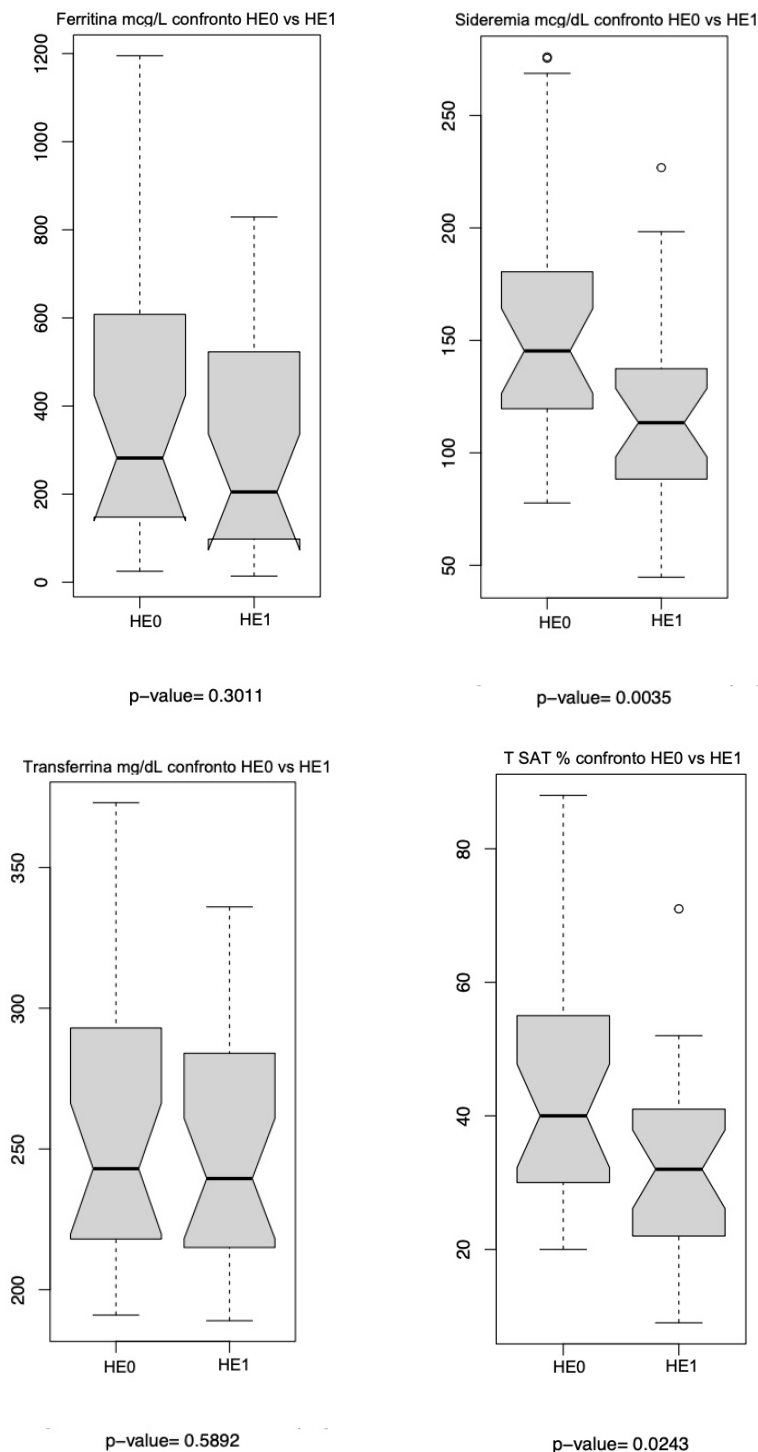 Ferritina mcg/L confronto HE0 vs HE1
1200
1000
800
600
400
200
0
HE0 HE1
p-value= 0.3011
Sideremia mcg/dL confronto HE0 vs HE1
250
200
150
100
50
HE0 HE1
p-value= 0.0035
Transferrina mg/dL confronto HE0 vs HE1
350
300
250
200
HE0 HE1
p-value= 0.5892
T SAT % confronto HE0 vs HE1
80
60
40
20
HE0 HE1
p-value= 0.0243